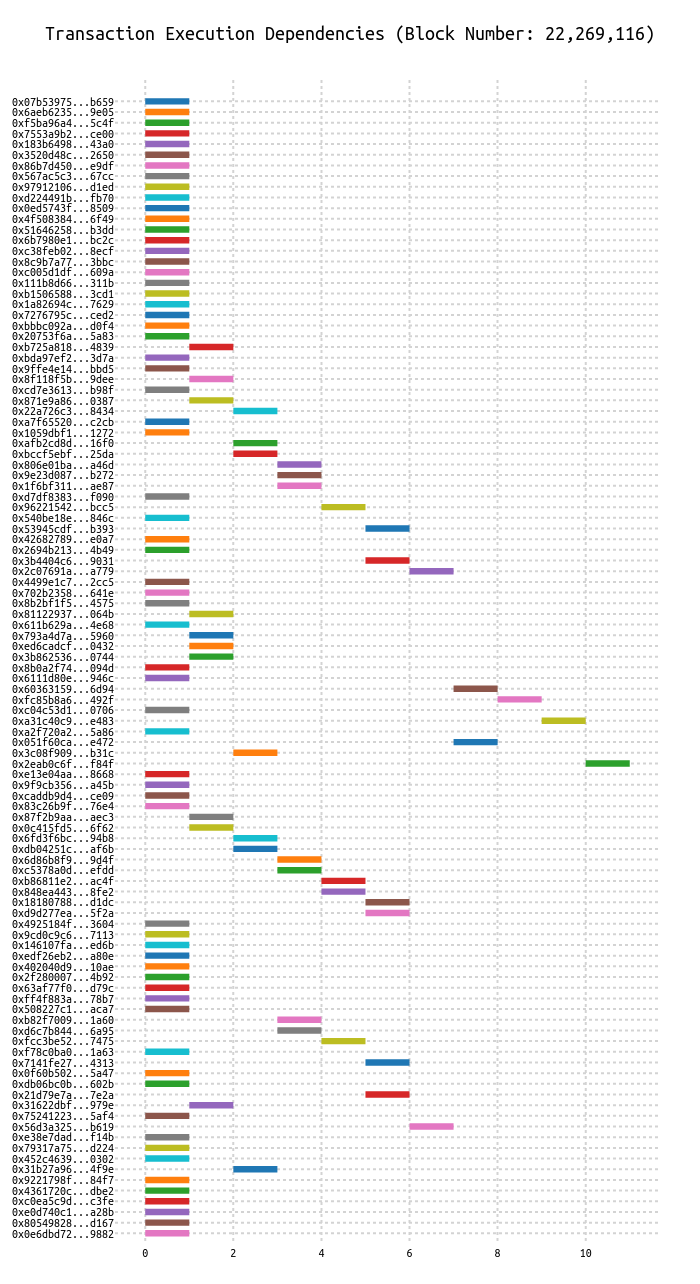 Transaction Execution Dependencies (Block Number: 22,269,116)
0x07b53975...b659
0x6aeb6235...9e05
0xf5ba96a4...5c4f
0x7553a9b2...ce00
0x183b6498...43a0
0x3520d48c...2650
0x86b7d450...e9df
0x567ac5c3...67cc
0x97912106...d1ed
0xd224491b...fb70
0x0ed5743f...8509
0x4f508384...6f49
0x51646258...b3dd
0x6b7980e1...bc2c
0xc38feb02...8ecf
0x8c9b7a77...3bbc
0xc005d1df...609a
0x111b8d66...311b
0xb1506588...3cd1
0x1a82694c...7629
0x7276795c...ced2
0xbbbc092a...d0f4
0x20753f6a...5a83
0xb725a818...4839
0xbda97ef2...3d7a
0x9ffe4e14...bbd5
0x8f118f5b...9dee
0xcd7e3613...b98f
0x871e9a86...0387
0x22a726c3...8434
0xa7f65520...c2cb
0x1059dbf1...1272
0xafb2cd8d...16f0
0xbccf5ebf...25da
0x806e01ba...a46d
0x9e23d087...b272
0x1f6bf311...ae87
0xd7df8383...f090
0x96221542...bcc5
0x540be18e...846c
0x53945cdf...b393
0x42682789...e0a7
0x2694b213...4b49
0x3b4404c6...9031
0x2c07691a...a779
0x4499e1c7...2cc5
0x702b2358...641e
0x8b2bf1f5...4575
0x81122937...064b
0x611b629a...4e68
0x793a4d7a...5960
0xed6cadcf...0432
0x3b862536...0744
0x8b0a2f74...094d
0x6111d80e...946c
0x60363159...6d94
0xfc85b8a6...492f
0xc04c53d1...0706
0xa31c40c9...e483
0xa2f720a2...5a86
0x051f60ca...e472
0x3c08f909...b31c
0x2eab0c6f...f84f
0xe13e04aa...8668
0x9f9cb356...a45b
0xcaddb9d4...ce09
0x83c26b9f...76e4
0x87f2b9aa...aec3
0x0c415fd5...6f62
0x6fd3f6bc...94b8
0xdb04251c...af6b
0x6d86b8f9...9d4f
0xc5378a0d...efdd
0xb86811e2...ac4f
0x848ea443...8fe2
0x18180788...d1dc
0xd9d277ea...5f2a
0x4925184f...3604
0x9cd0c9c6...7113
0x146107fa...ed6b
0xedf26eb2...a80e
0x402040d9...10ae
0x2f280007...4b92
0x63af77f0...d79c
0xff4f883a...78b7
0x508227c1...aca7
0xb82f7009...1a60
0xd6c7b844...6a95
0xfcc3be52...7475
0xf78c0ba0...1a63
0x7141fe27...4313
0x0f60b502...5a47
0xdb06bc0b...602b
0x21d79e7a...7e2a
0x31622dbf...979e
0x75241223...5af4
0x56d3a325...b619
0xe38e7dad...f14b
0x79317a75...d224
0x452c4639...0302
0x31b27a96...4f9e
0x9221798f...84f7
0x4361720c...dbe2
0xc0ea5c9d...c3fe
0xe0d740c1...a28b
0x80549828...d167
0x0e6dbd72...9882
0 2 4 6 8 10